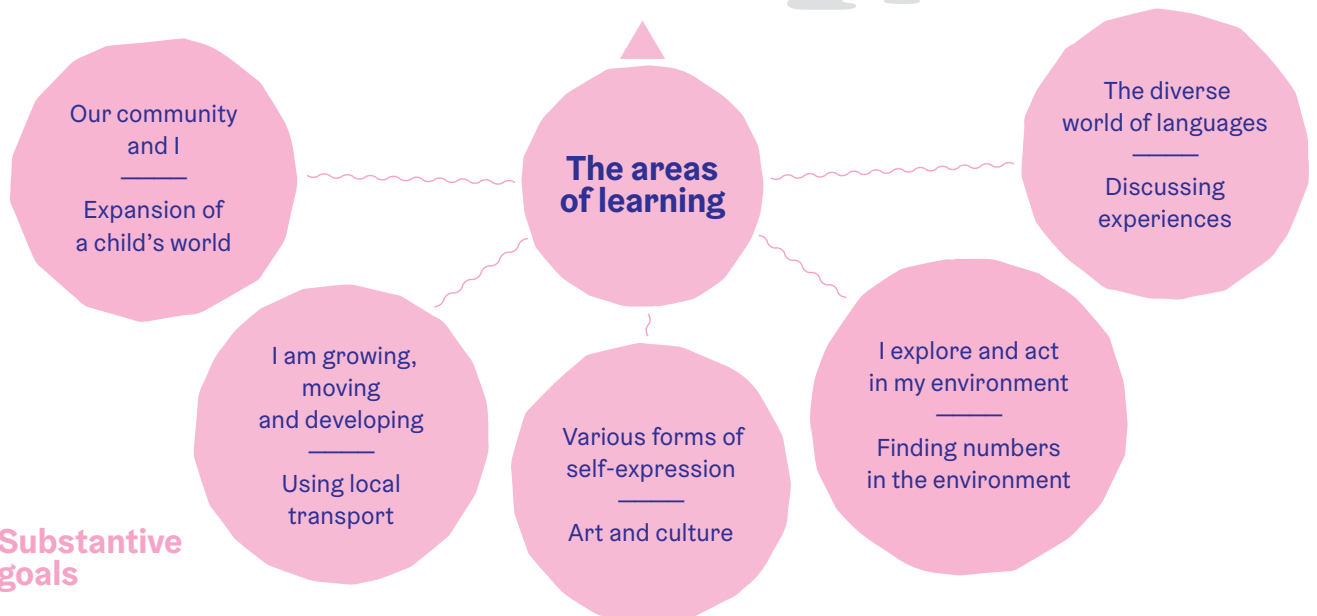 The areas
of learning
Our community
and I
Expansion of
a child’s world
I am growing,
moving
and developing
Using local
transport
Various forms of
self-expression
Art and culture
I explore and act
in my environment
Finding numbers
in the environment
The diverse
world of languages
Discussing
experiences
Substantive
goals